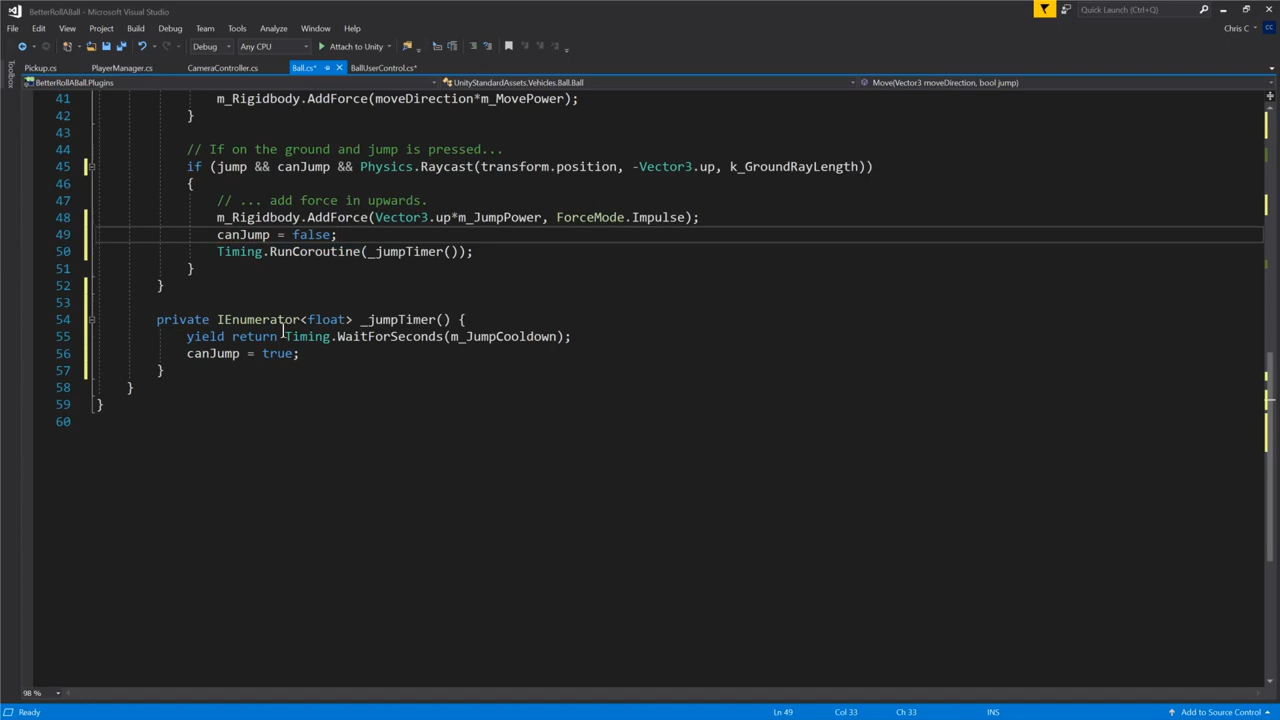 BetterRollABall - Microsoft Visual Studio
Quick Launch (Ctrl+Q)
File Edit View Project Build Debug Team Tools Analyze Window Help
Chris C CC
Debug Any CPU Attach to Unity
Toolbox
Pickup.cs PlayerManager.cs CameraController.cs Ball.cs* BallUserControl.cs*
BetterRollABall.Plugins UnityStandardAssets.Vehicles.Ball.Ball Move(Vector3 moveDirection, bool jump)
41 m_Rigidbody.AddForce(moveDirection*m_MovePower);
42 }
43
44 // If on the ground and jump is pressed...
45 if (jump && canJump && Physics.Raycast(transform.position, -Vector3.up, k_GroundRayLength))
46 {
47 // ... add force in upwards.
48 m_Rigidbody.AddForce(Vector3.up*m_JumpPower, ForceMode.Impulse);
49 canJump = false;
50 Timing.RunCoroutine(_jumpTimer());
51 }
52 }
53
54 private IEnumerator<float> _jumpTimer() {
55 yield return Timing.WaitForSeconds(m_JumpCooldown);
56 canJump = true;
57 }
58 }
59 }
60
98 %
Ready Ln 49 Col 33 Ch 33 INS Add to Source Control